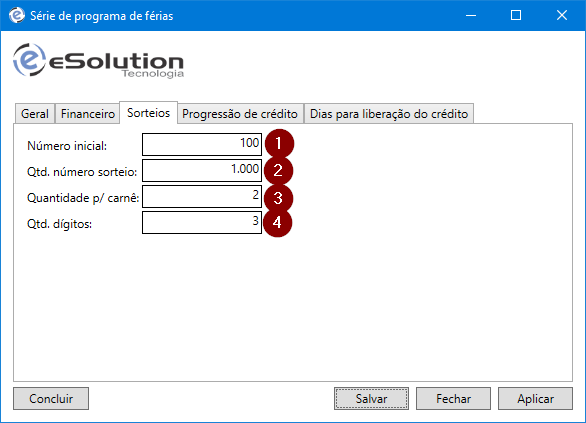 Série de programa de férias
eSolution
Tecnologia
Geral Financeiro Sorteios Progressão de crédito Dias para liberação do crédito
Número inicial: 100 1
Qtd. número sorteio: 1.000 2
Quantidade p/ carnê: 2 3
Qtd. dígitos: 3 4
Concluir Salvar Fechar Aplicar